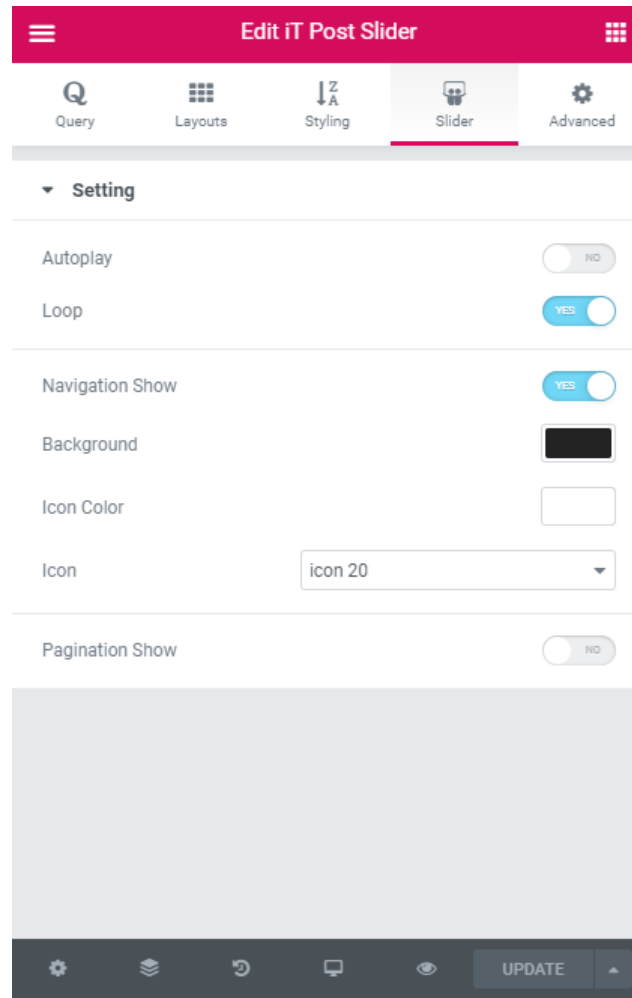 Edit iT Post Slider
Query Layouts Styling Slider Advanced
Setting
Autoplay NO
Loop YES
Navigation Show YES
Background
Icon Color
Icon icon 20
Pagination Show NO
UPDATE